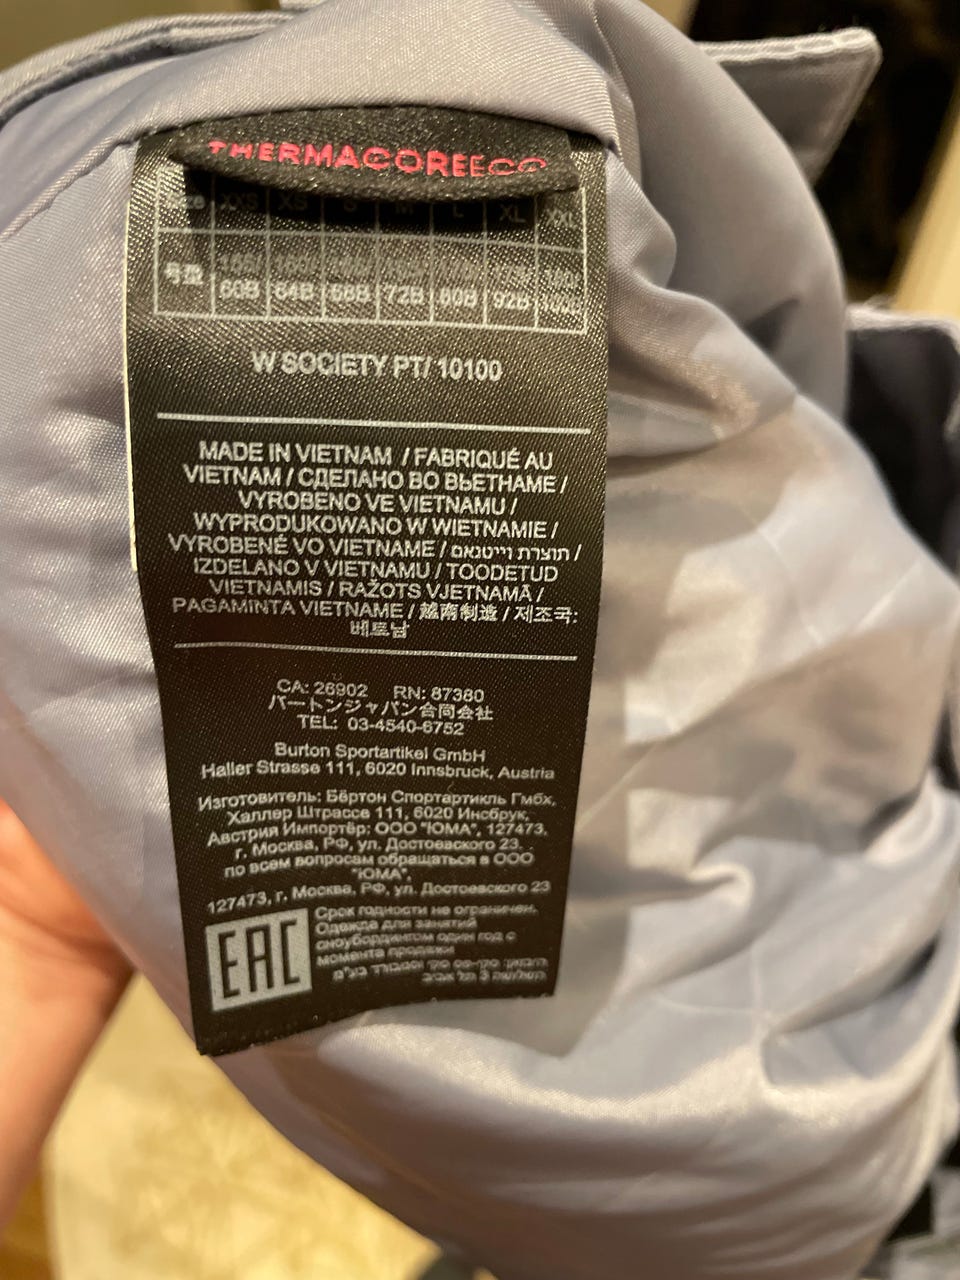 THERMACOREECO
Size XXS XS S M L XL XXL
号型
60B 64B 68B 72B 80B 92B
W SOCIETY PT/ 10100
MADE IN VIETNAM / FABRIQUÉ AU
VIETNAM / СДЕЛАНО ВО ВЬЕТНАМЕ /
VYROBENO VE VIETNAMU /
WYPRODUKOWANO W WIETNAMIE /
VYROBENÉ VO VIETNAME / תוצרת וייטנאם /
IZDELANO V VIETNAMU / TOODETUD
VIETNAMIS / RAŽOTS VJETNAMĀ /
PAGAMINTA VIETNAME / 越南制造 / 제조국:
베트남
CA: 26902 RN: 87380
バートンジャパン合同会社
TEL: 03-4540-6752
Burton Sportartikel GmbH
Haller Strasse 111, 6020 Innsbruck, Austria
Изготовитель: Бёртон Спортартикль Гмбх,
Халлер Штрассе 111, 6020 Инсбрук,
Австрия Импортёр: ООО "ЮМА", 127473,
г. Москва, РФ, ул. Достоевского 23.
по всем вопросам обращаться в ООО
"ЮМА",
127473, г. Москва, РФ, ул. Достоевского 23
EAC
Срок годности не ограничен.
Одежда для занятий
сноубордингом один год с
момента продажи